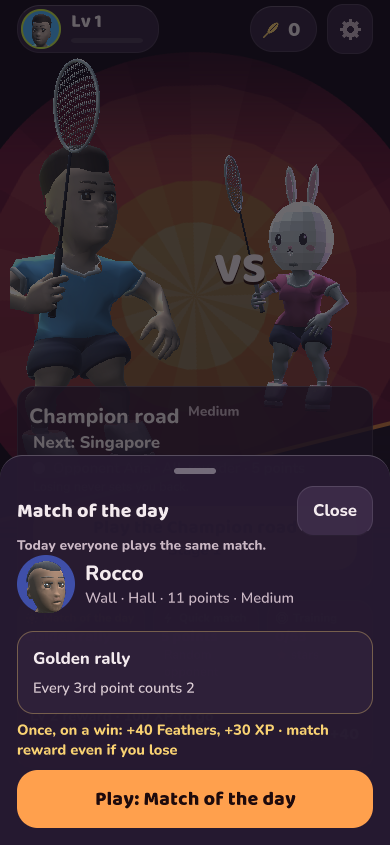 Lv 1
0
VS
Champion road Medium
Next: Singapore
Match of the day
Close
Today everyone plays the same match.
Rocco
Wall · Hall · 11 points · Medium
Golden rally
Every 3rd point counts 2
Once, on a win: +40 Feathers, +30 XP · match
reward even if you lose
Play: Match of the day